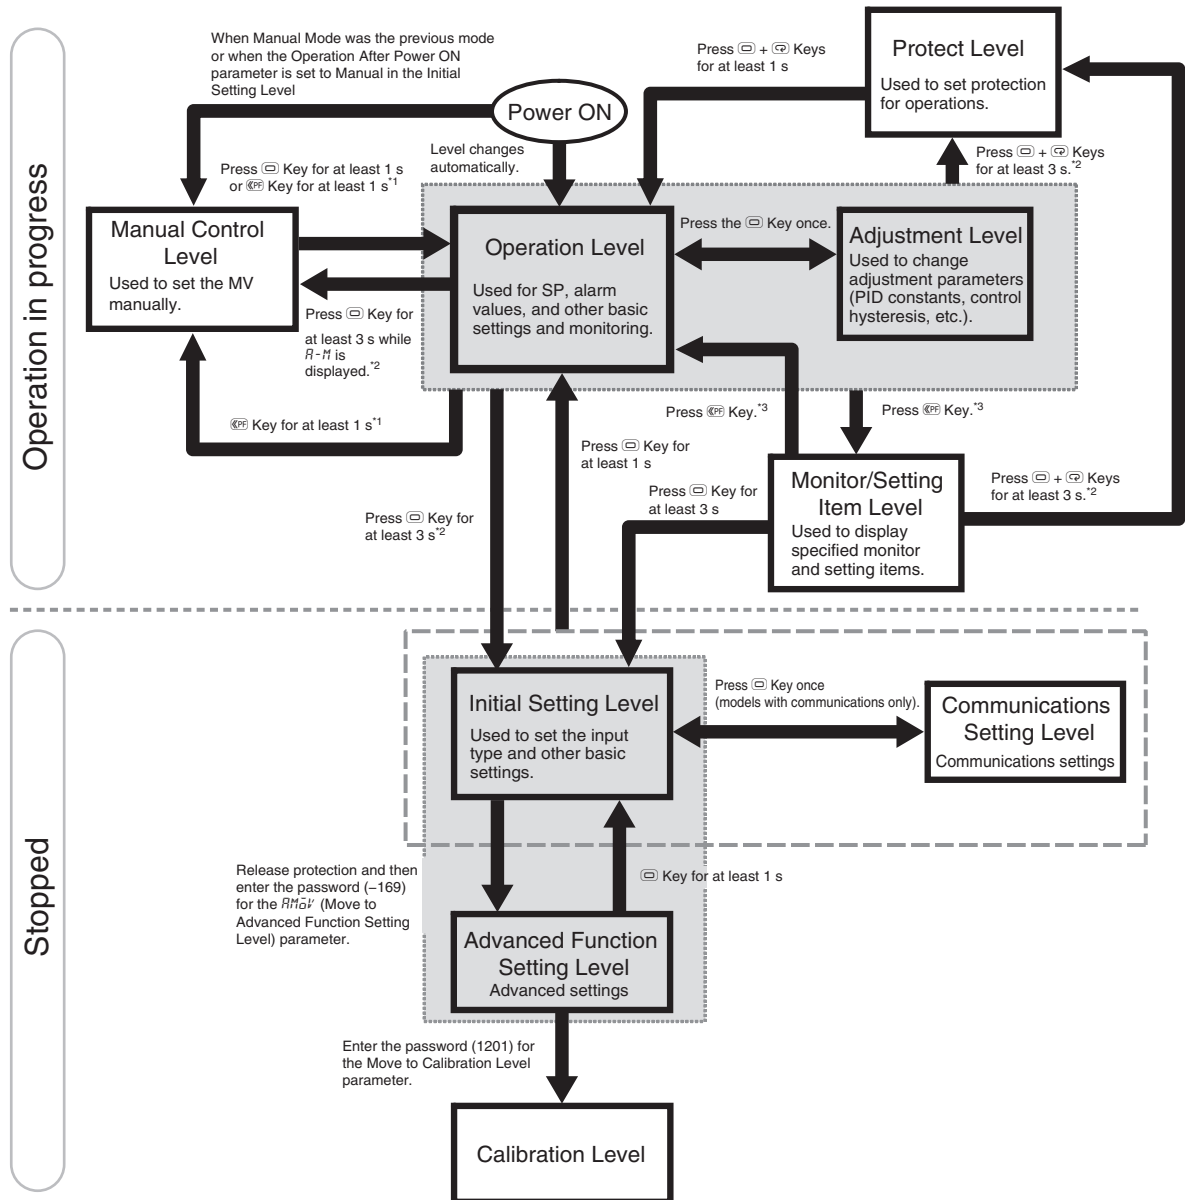 Operation in progress
When Manual Mode was the previous mode
or when the Operation After Power ON
parameter is set to Manual in the Initial
Setting Level
Power ON
Level changes
automatically.
Press + Keys
for at least 1 s
Protect Level
Used to set protection
for operations.
Press + Keys
for at least 3 s.*2
Press Key for at least 1 s
or PF Key for at least 1 s*1
Manual Control
Level
Used to set the MV
manually.
Operation Level
Used for SP, alarm
values, and other basic
settings and monitoring.
Press the Key once.
Adjustment Level
Used to change
adjustment parameters
(PID constants, control
hysteresis, etc.).
Press Key for
at least 3 s while
A-M is
displayed.*2
PF Key for at least 1 s*1
Press PF Key.*3
Press PF Key.*3
Press Key for
at least 1 s
Press Key for
at least 3 s
Monitor/Setting
Item Level
Used to display
specified monitor
and setting items.
Press + Keys
for at least 3 s.*2
Press Key for
at least 3 s*2
Stopped
Initial Setting Level
Used to set the input
type and other basic
settings.
Press Key once
(models with communications only).
Communications
Setting Level
Communications settings
Release protection and then
enter the password (−169)
for the AMoV (Move to
Advanced Function Setting
Level) parameter.
Key for at least 1 s
Advanced Function
Setting Level
Advanced settings
Enter the password (1201) for
the Move to Calibration Level
parameter.
Calibration Level